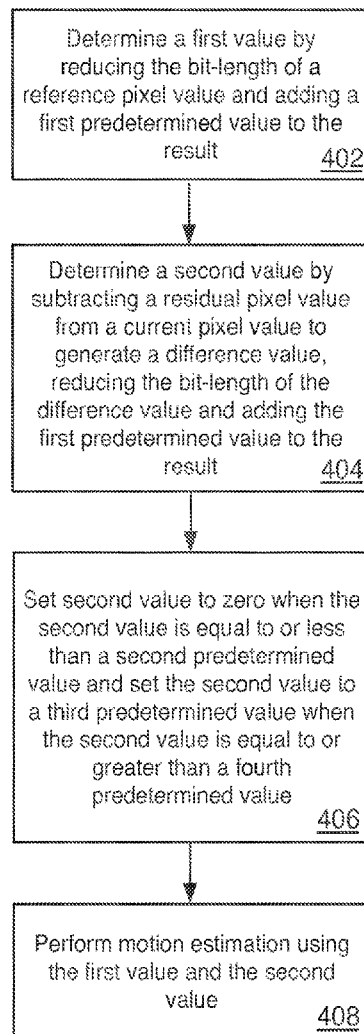 Determine a first value by
reducing the bit-length of a
reference pixel value and adding a
first predetermined value to the
result
402
Determine a second value by
subtracting a residual pixel value
from a current pixel value to
generate a difference value,
reducing the bit-length of the
difference value and adding the
first predetermined value to the
result
404
Set second value to zero when the
second value is equal to or less
than a second predetermined
value and set the second value to
a third predetermined value when
the second value is equal to or
greater than a fourth
predetermined value
406
Perform motion estimation using
the first value and the second
value
408